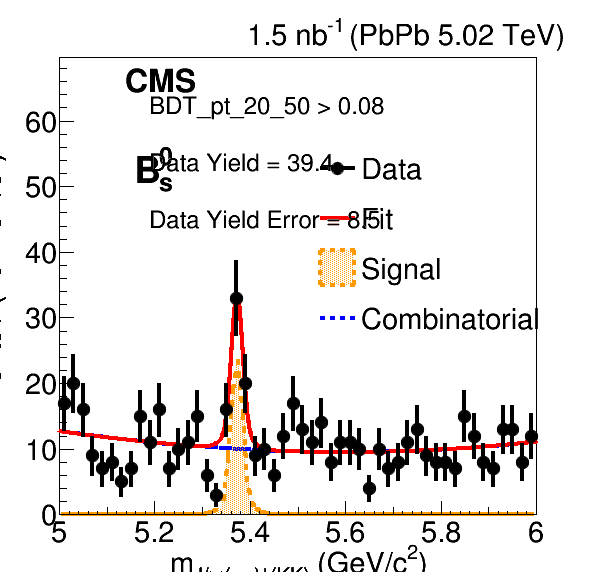 1.5 nb⁻¹ (PbPb 5.02 TeV)
CMS
BDT_pt_20_50 > 0.08
B⁰ₛ
Data Yield = 39.4
Data
Data Yield Error = 8.5
Fit
Signal
Combinatorial
60
50
40
30
20
10
0
5 5.2 5.4 5.6 5.8 6
m (GeV/c²)